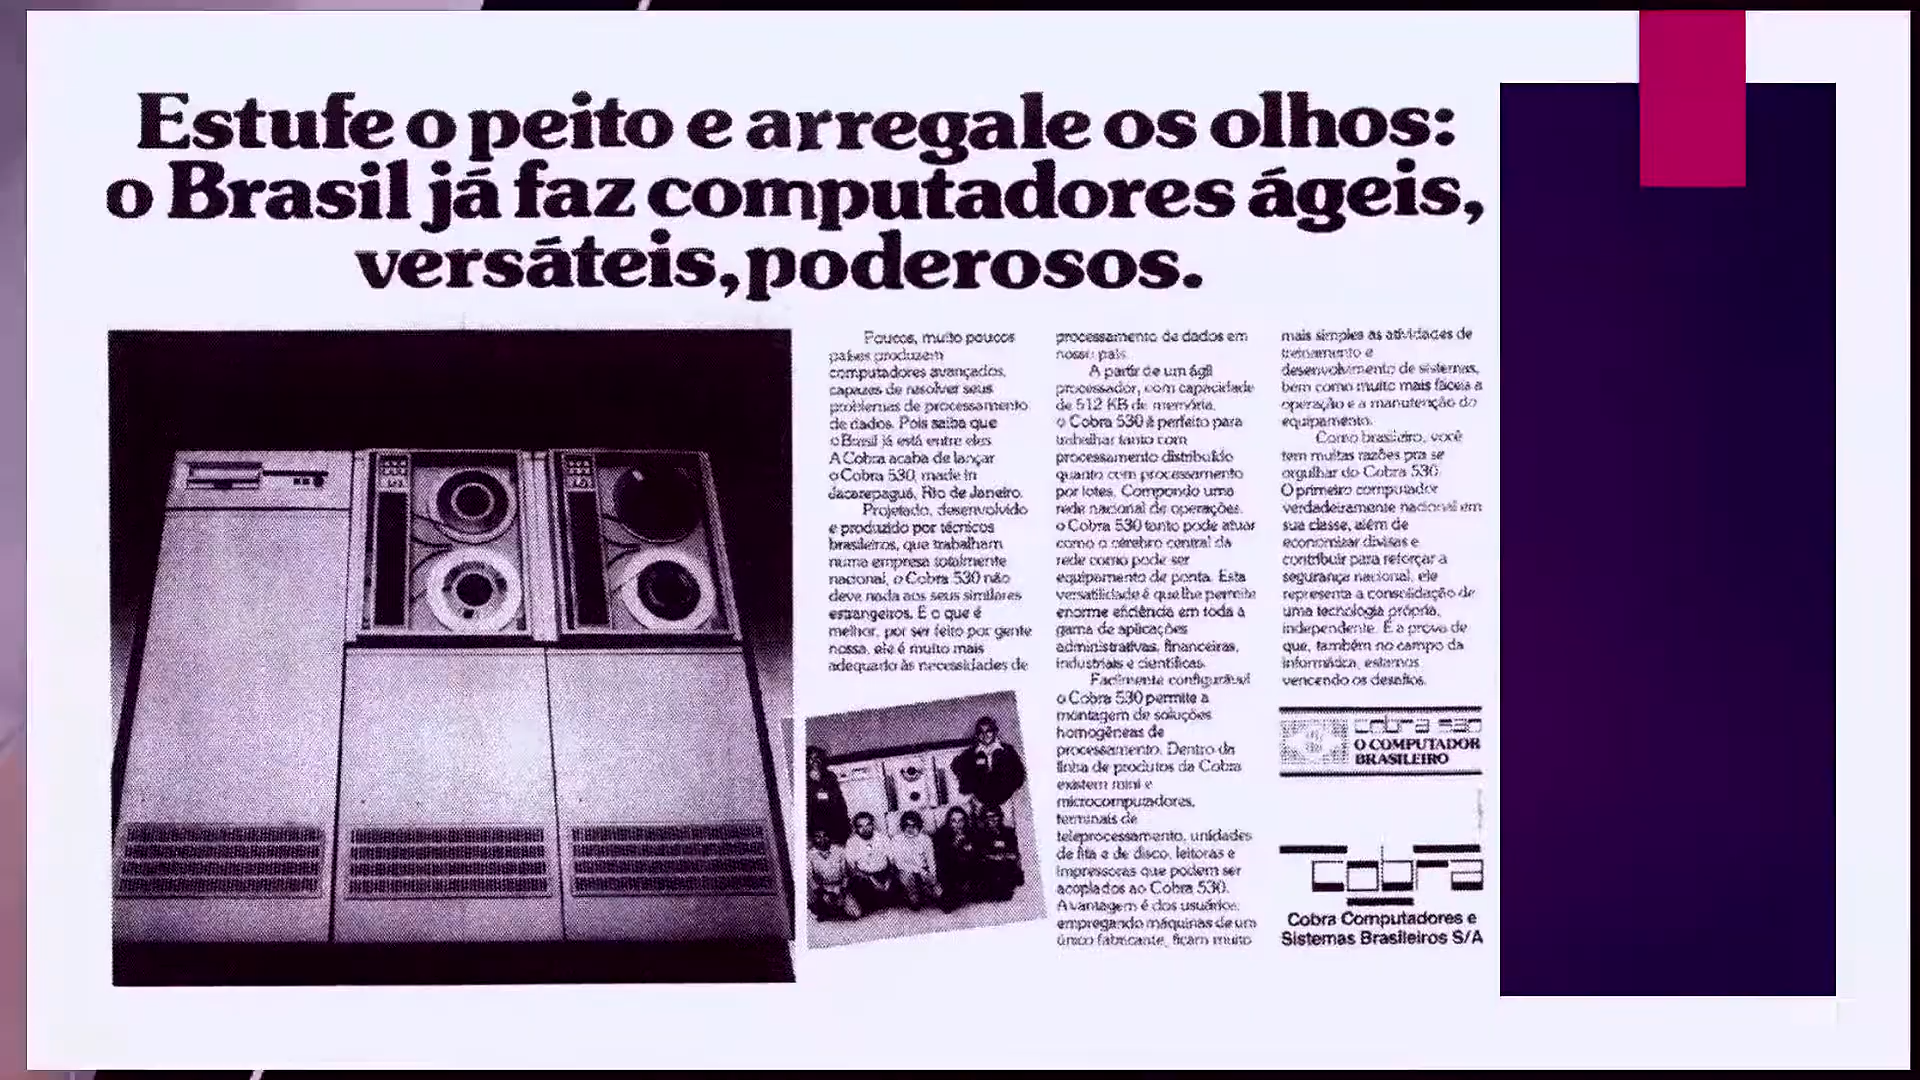 Estufe o peito e arregale os olhos:
o Brasil já faz computadores ágeis,
versáteis, poderosos.
Poucos, muito poucos
países produzem
computadores avançados,
capazes de resolver seus
problemas de processamento
de dados. Pois saiba que
o Brasil já está entre eles
A Cobra acaba de lançar
o Cobra 530, made in
Jacarepaguá, Rio de Janeiro.
Projetado, desenvolvido
e produzido por técnicos
brasileiros, que trabalham
numa empresa totalmente
nacional, o Cobra 530 não
deve nada aos seus similares
estrangeiros. E o que é
melhor, por ser feito por gente
nossa, ele é muito mais
adequado às necessidades de
processamento de dados em
nosso país.
A partir de um ágil
processador, com capacidade
de 512 KB de memória,
o Cobra 530 é perfeito para
trabalhar tanto com
processamento distribuído
quanto com processamento
por lotes. Compondo uma
rede nacional de operações,
o Cobra 530 tanto pode atuar
como o cérebro central da
rede como pode ser
equipamento de ponta. Esta
versatilidade é que lhe permite
enorme eficiência em toda a
gama de aplicações
administrativas, financeiras,
industriais e científicas.
Facilmente configurável
o Cobra 530 permite a
montagem de soluções
homogêneas de
processamento. Dentro da
linha de produtos da Cobra
existem mini e
microcomputadores,
terminais de
teleprocessamento, unidades
de fita e de disco, leitoras e
impressoras que podem ser
acoplados ao Cobra 530.
A vantagem é dos usuários:
empregando máquinas de um
único fabricante, ficam muito
mais simples as atividades de
treinamento e
desenvolvimento de sistemas,
bem como muito mais fáceis a
operação e a manutenção do
equipamento.
Como brasileiro, você
tem muitas razões pra se
orgulhar do Cobra 530.
O primeiro computador
verdadeiramente nacional em
sua classe, além de
economizar divisas e
contribuir para reforçar a
segurança nacional, ele
representa a consolidação de
uma tecnologia própria,
independente. É a prova de
que, também no campo da
informática, estamos
vencendo os desafios.
cobra 530
O COMPUTADOR
BRASILEIRO
cobra
Cobra Computadores e
Sistemas Brasileiros S/A